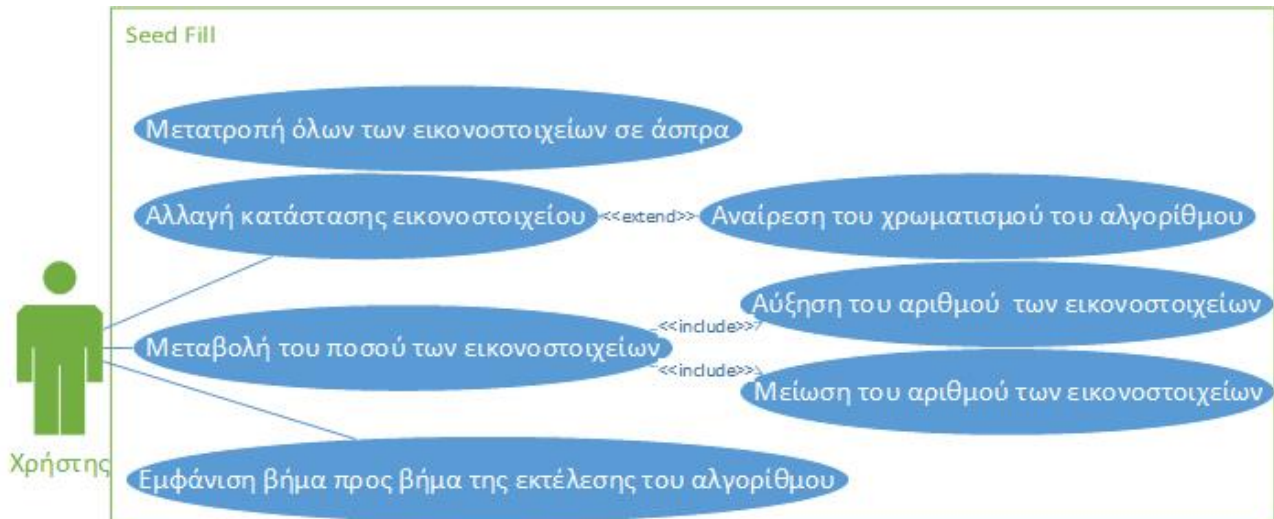 Seed Fill
Μετατροπή όλων των εικονοστοιχείων σε άσπρα
Αλλαγή κατάστασης εικονοστοιχείου
<<extend>>
Αναίρεση του χρωματισμού του αλγορίθμου
Μεταβολή του ποσού των εικονοστοιχείων
<<include>>
Αύξηση του αριθμού των εικονοστοιχείων
<<include>>
Μείωση του αριθμού των εικονοστοιχείων
Χρήστης
Εμφάνιση βήμα προς βήμα της εκτέλεσης του αλγορίθμου